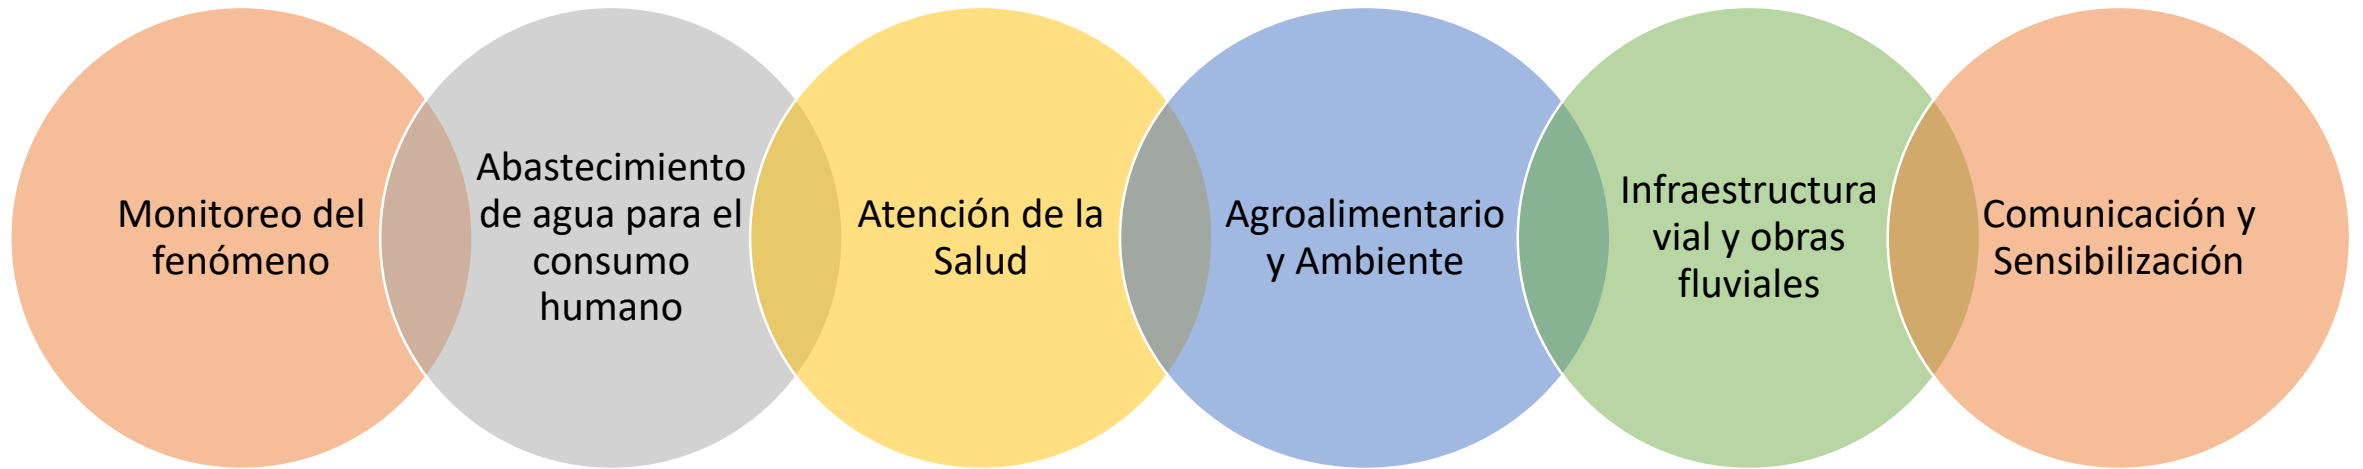 Monitoreo del
fenómeno
Abastecimiento
de agua para el
consumo
humano
Atención de la
Salud
Agroalimentario
y Ambiente
Infraestructura
vial y obras
fluviales
Comunicación y
Sensibilización